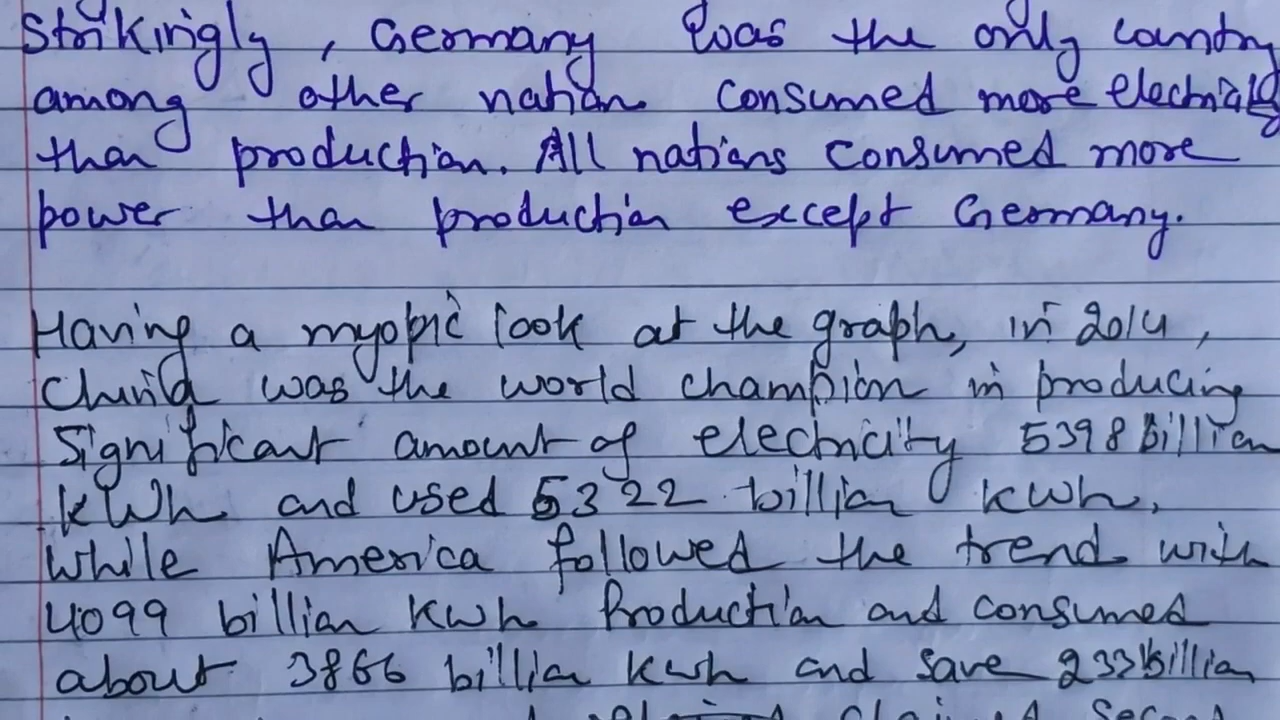 Strikingly, Germany was the only country
among other nation consumed more electricity
than production. All nations consumed more
power than production except Germany.
Having a myopic look at the graph, in 2014,
China was the world champion in producing
Significant amount of electricity 5398 billion
kWh and used 5322 billion kwh.
While America followed the trend with
4099 billion kwh Production and consumed
about 3866 billion kwh and save 233 billion
claimed second